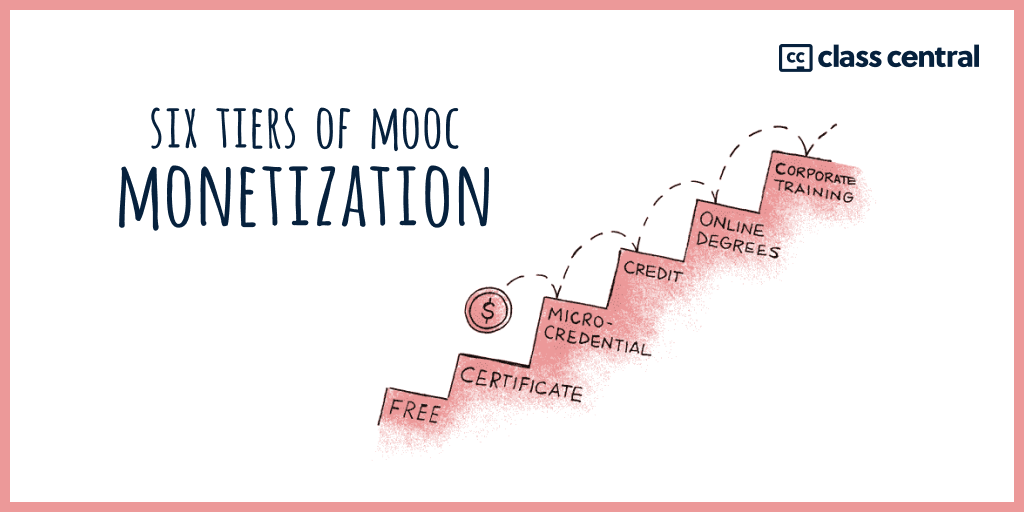 cc class central
SIX TIERS OF MOOC
MONETIZATION
CORPORATE
TRAINING
ONLINE
DEGREES
CREDIT
MICRO-
CREDENTIAL
$
CERTIFICATE
FREE